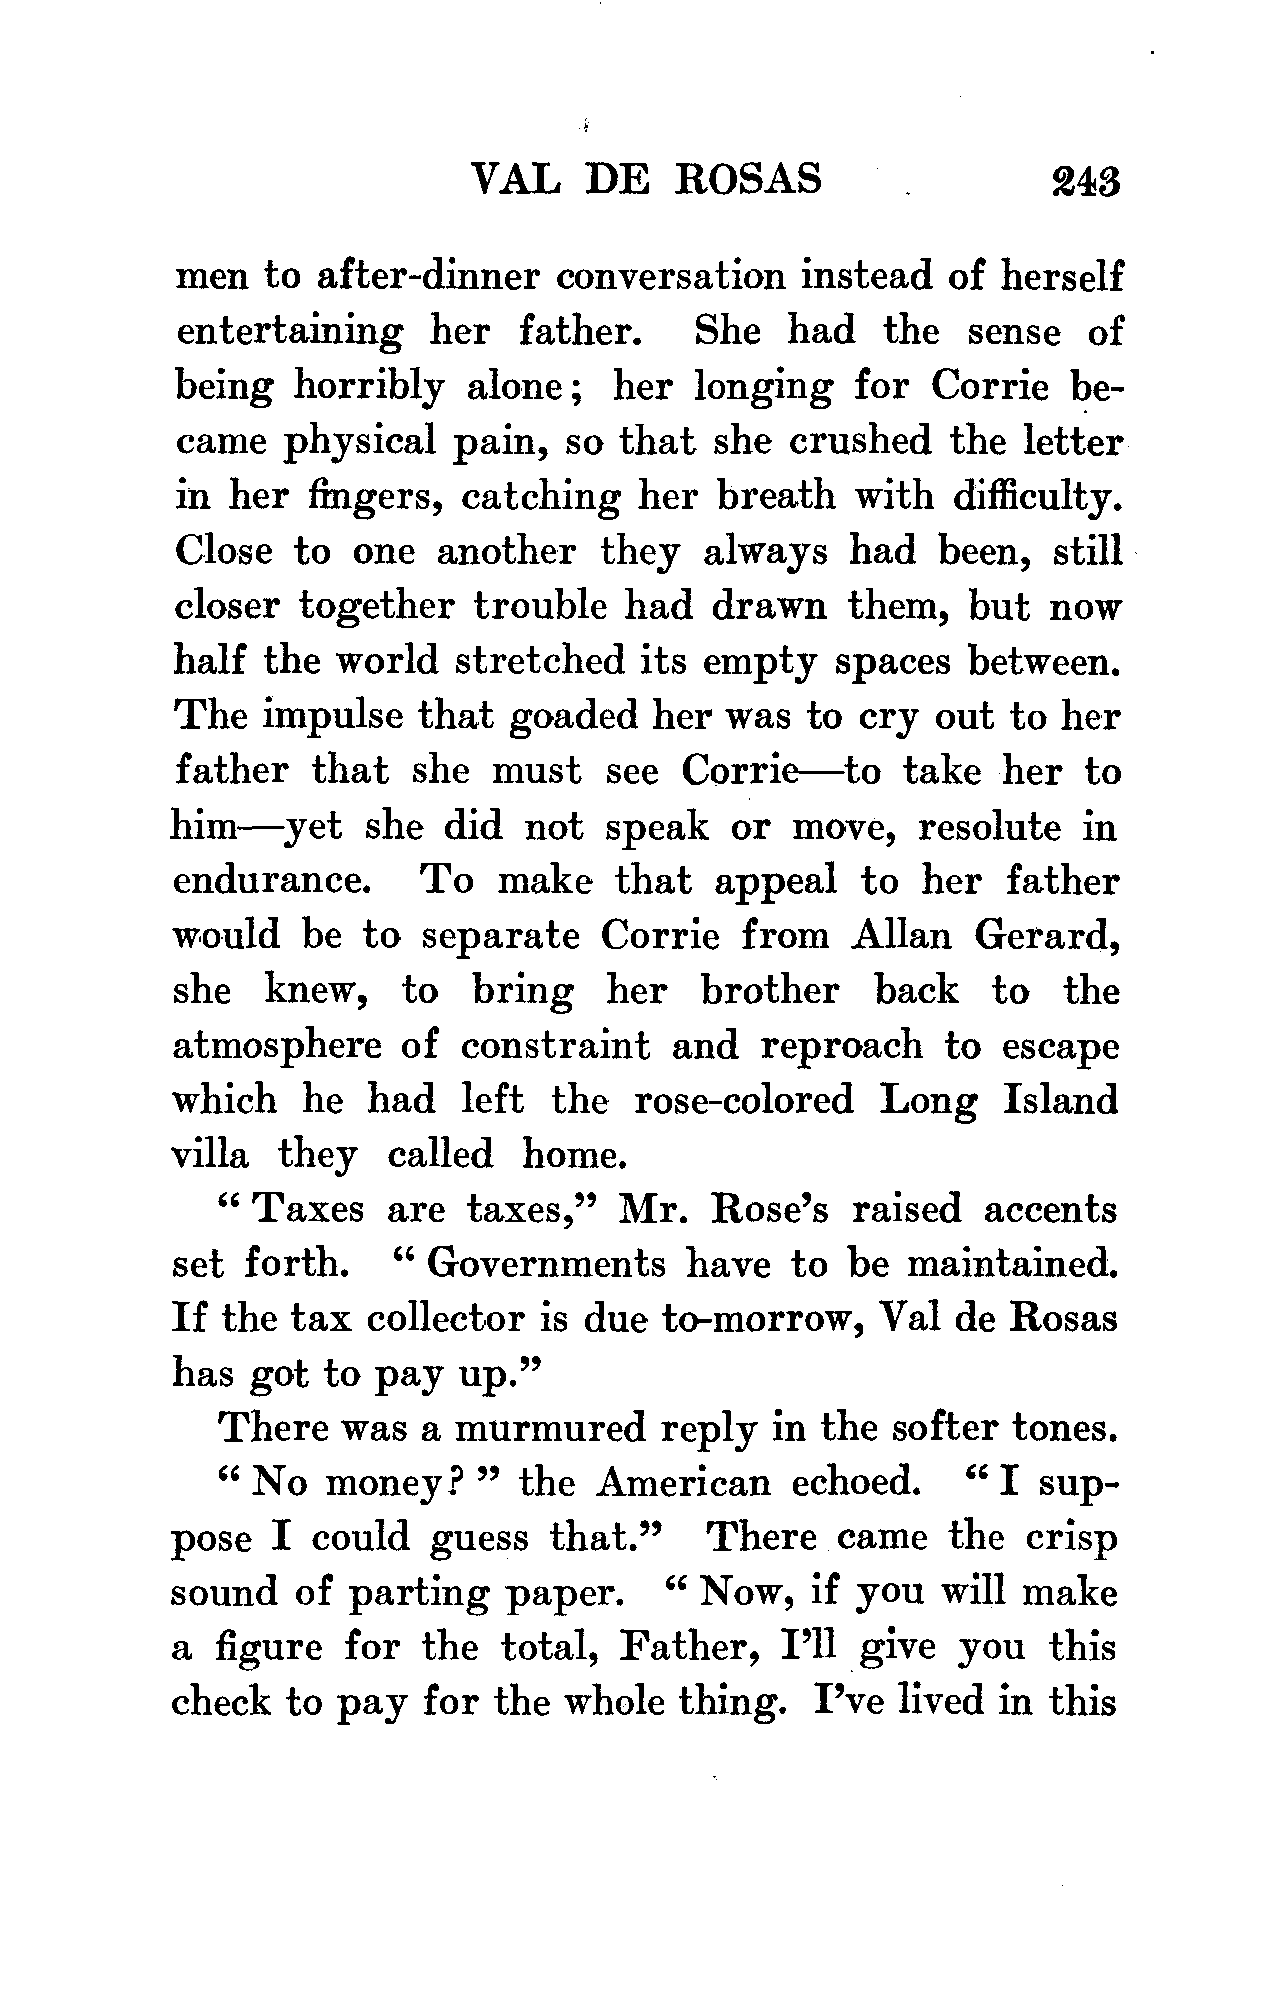 VAL DE ROSAS 243
men to after-dinner conversation instead of herself
entertaining her father. She had the sense of
being horribly alone; her longing for Corrie be-
came physical pain, so that she crushed the letter
in her fingers, catching her breath with difficulty.
Close to one another they always had been, still
closer together trouble had drawn them, but now
half the world stretched its empty spaces between.
The impulse that goaded her was to cry out to her
father that she must see Corrie—to take her to
him—yet she did not speak or move, resolute in
endurance. To make that appeal to her father
would be to separate Corrie from Allan Gerard,
she knew, to bring her brother back to the
atmosphere of constraint and reproach to escape
which he had left the rose-colored Long Island
villa they called home.
“Taxes are taxes,” Mr. Rose’s raised accents
set forth. “Governments have to be maintained.
If the tax collector is due to-morrow, Val de Rosas
has got to pay up.”
There was a murmured reply in the softer tones.
“No money?” the American echoed. “I sup-
pose I could guess that.” There came the crisp
sound of parting paper. “Now, if you will make
a figure for the total, Father, I’ll give you this
check to pay for the whole thing. I’ve lived in this